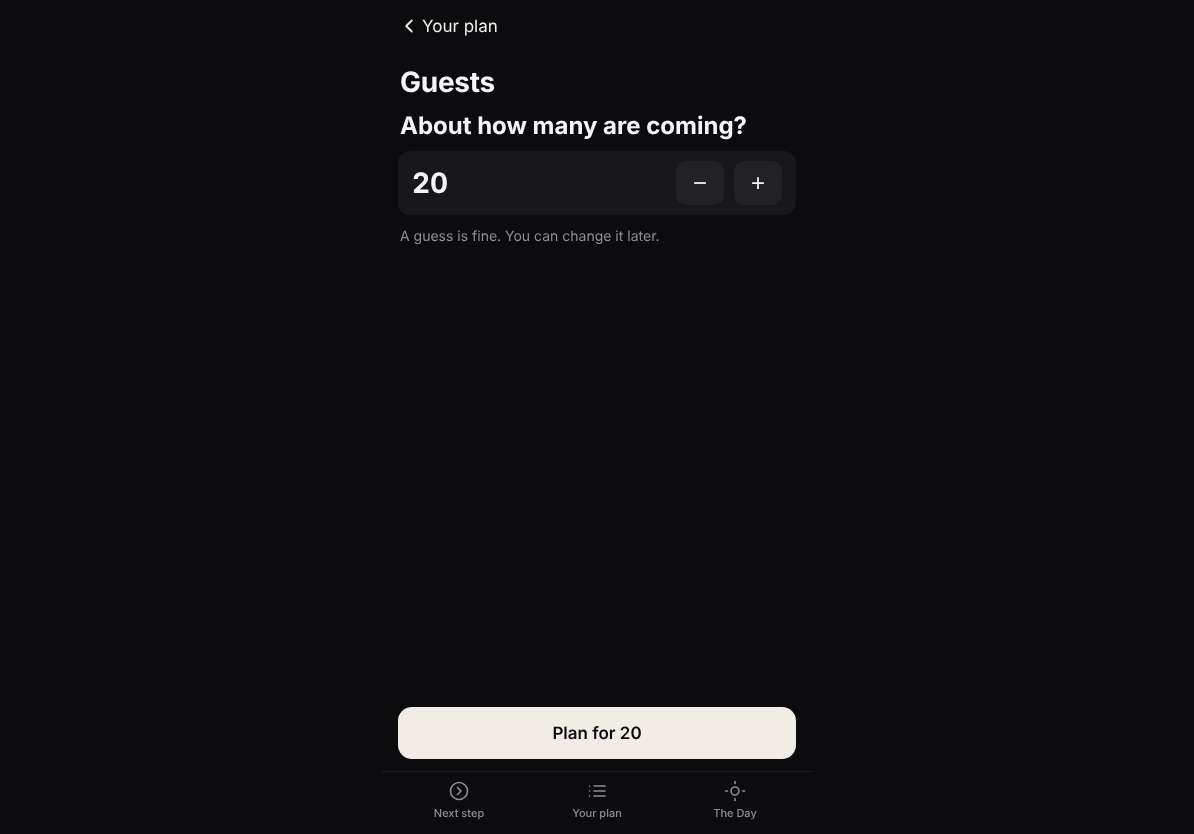 Your plan
Guests
About how many are coming?
20
A guess is fine. You can change it later.
Plan for 20
Next step
Your plan
The Day